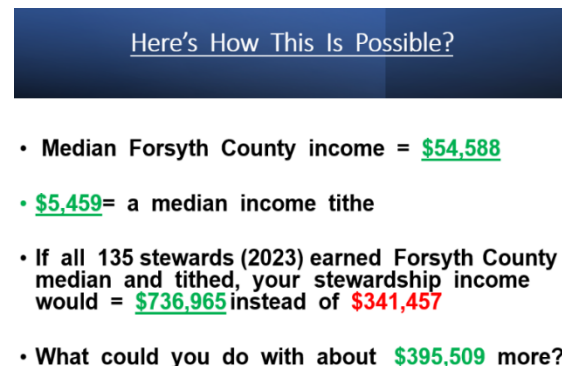 Here's How This Is Possible?
• Median Forsyth County income = $54,588
• $5,459= a median income tithe
• If all 135 stewards (2023) earned Forsyth County
median and tithed, your stewardship income
would = $736,965 instead of $341,457
• What could you do with about $395,509 more?